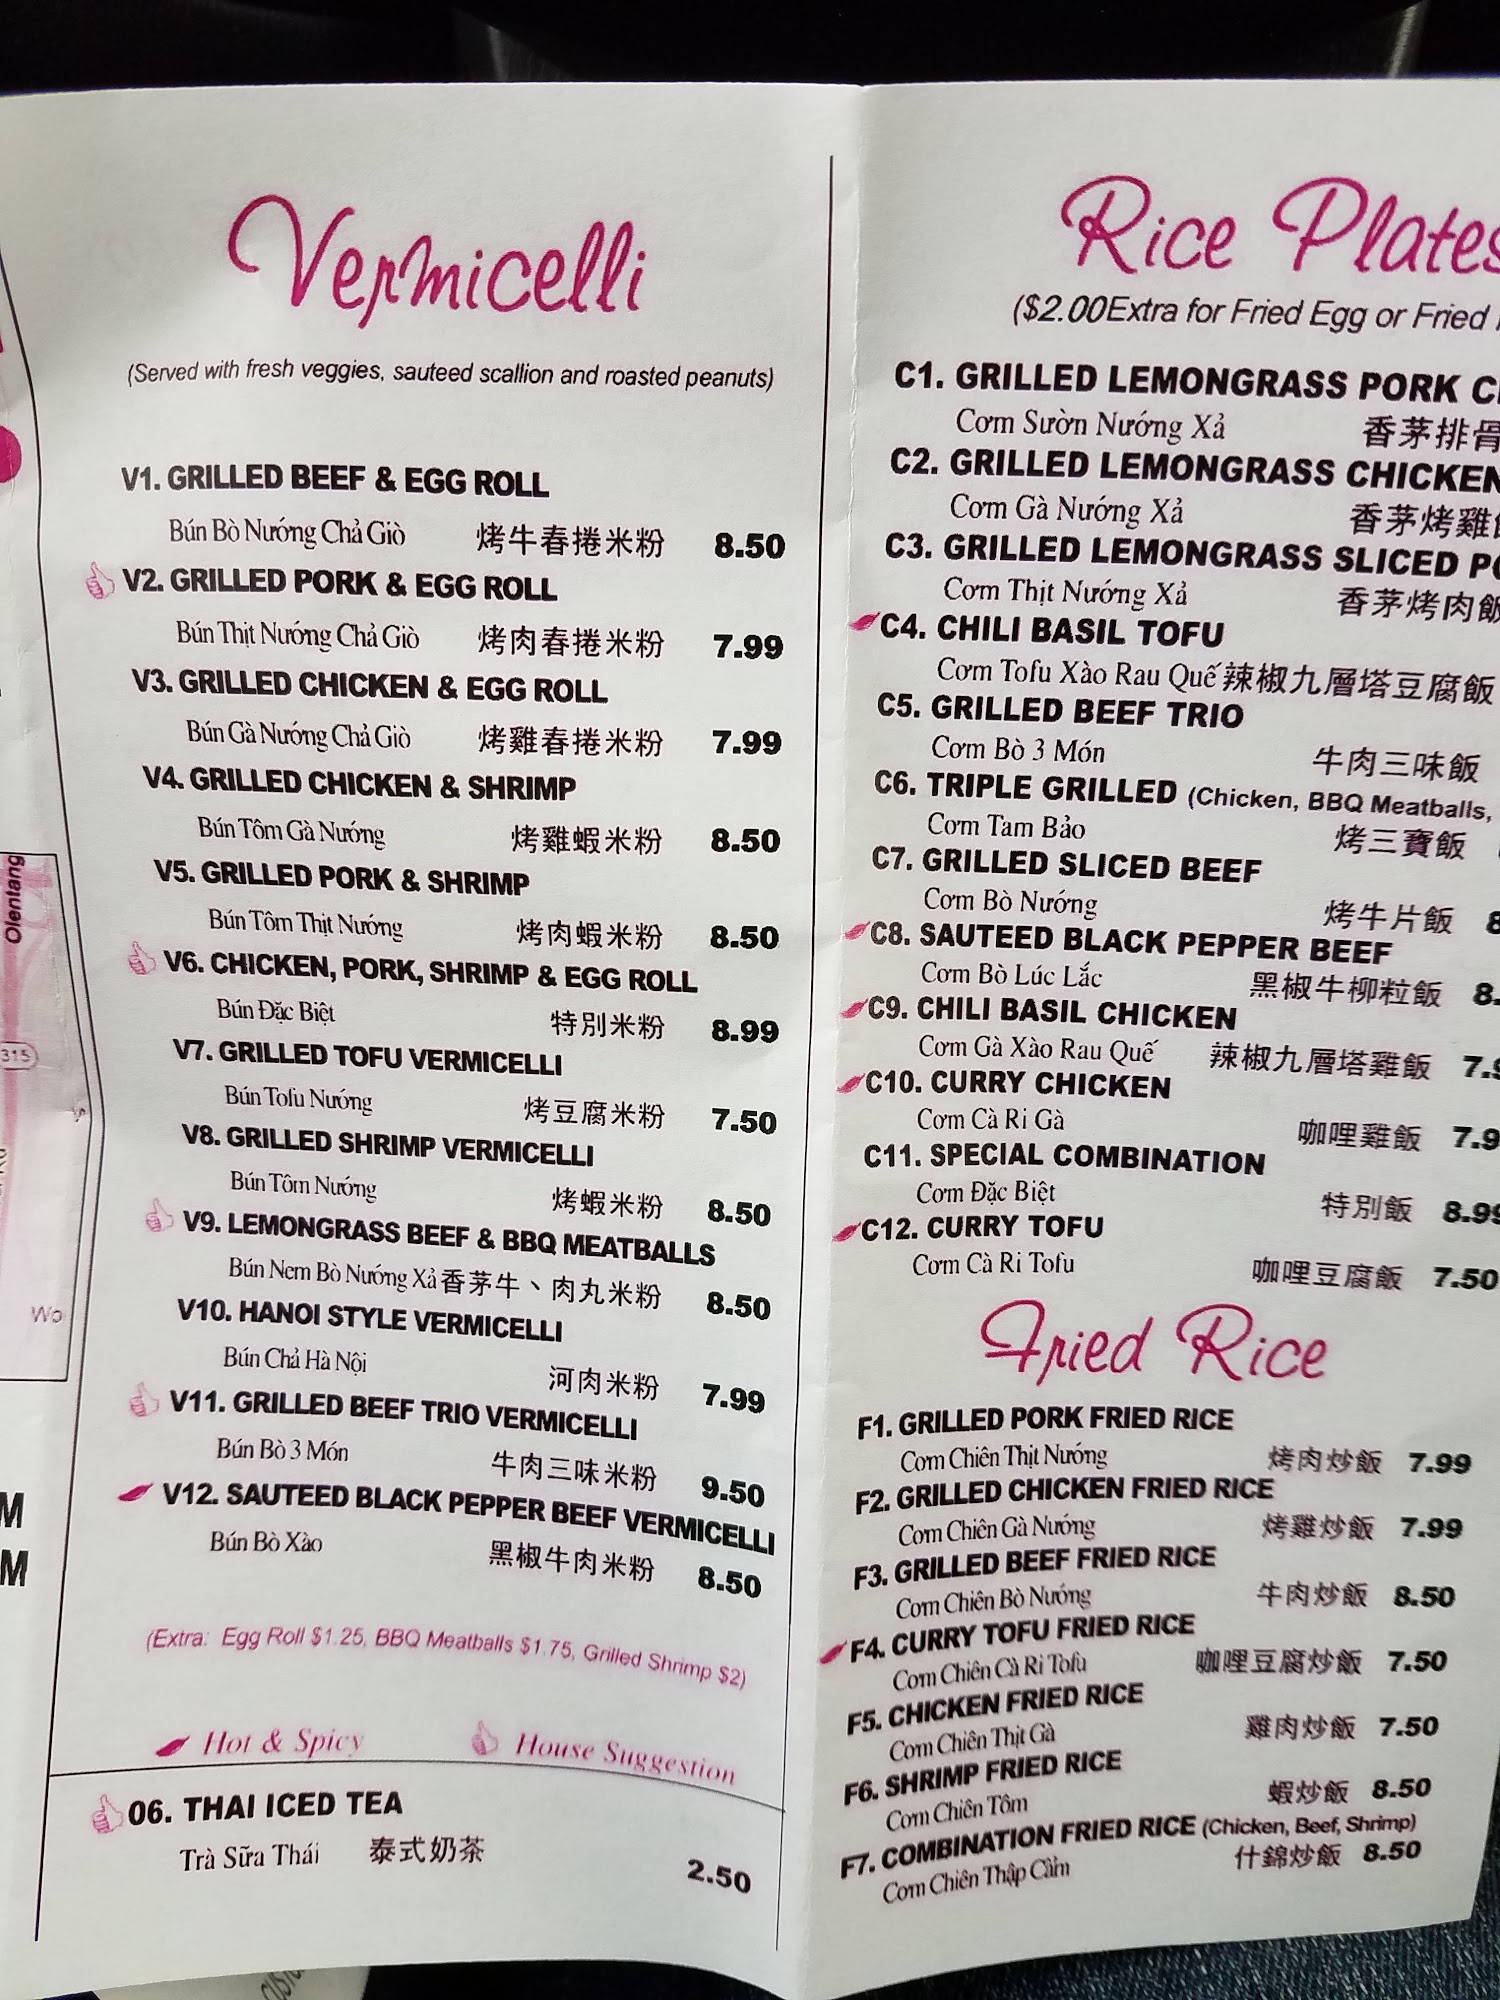 Vermicelli
(Served with fresh veggies, sauteed scallion and roasted peanuts)
V1. GRILLED BEEF & EGG ROLL
Bún Bò Nướng Chả Giò 烤牛春捲米粉 8.50
V2. GRILLED PORK & EGG ROLL
Bún Thịt Nướng Chả Giò 烤肉春捲米粉 7.99
V3. GRILLED CHICKEN & EGG ROLL
Bún Gà Nướng Chả Giò 烤雞春捲米粉 7.99
V4. GRILLED CHICKEN & SHRIMP
Bún Tôm Gà Nướng 烤雞蝦米粉 8.50
V5. GRILLED PORK & SHRIMP
Bún Tôm Thịt Nướng 烤肉蝦米粉 8.50
V6. CHICKEN, PORK, SHRIMP & EGG ROLL
Bún Đặc Biệt 特別米粉 8.99
V7. GRILLED TOFU VERMICELLI
Bún Tofu Nướng 烤豆腐米粉 7.50
V8. GRILLED SHRIMP VERMICELLI
Bún Tôm Nướng 烤蝦米粉 8.50
V9. LEMONGRASS BEEF & BBQ MEATBALLS
Bún Nem Bò Nướng Xả 香茅牛、肉丸米粉 8.50
V10. HANOI STYLE VERMICELLI
Bún Chả Hà Nội 河肉米粉 7.99
V11. GRILLED BEEF TRIO VERMICELLI
Bún Bò 3 Món 牛肉三味米粉 9.50
V12. SAUTEED BLACK PEPPER BEEF VERMICELLI
Bún Bò Xào 黑椒牛肉米粉 8.50
(Extra: Egg Roll $1.25, BBQ Meatballs $1.75, Grilled Shrimp $2)
Hot & Spicy House Suggestion
06. THAI ICED TEA
Trà Sữa Thái 泰式奶茶 2.50
Rice Plates
($2.00Extra for Fried Egg or Fried
C1. GRILLED LEMONGRASS PORK
Cơm Sườn Nướng Xả 香茅排骨
C2. GRILLED LEMONGRASS CHICKEN
Cơm Gà Nướng Xả 香茅烤雞飯
C3. GRILLED LEMONGRASS SLICED
Cơm Thịt Nướng Xả 香茅烤肉飯
C4. CHILI BASIL TOFU
Cơm Tofu Xào Rau Quế 辣椒九層塔豆腐飯
C5. GRILLED BEEF TRIO
Cơm Bò 3 Món 牛肉三味飯
C6. TRIPLE GRILLED (Chicken, BBQ Meatballs,
Cơm Tam Bảo 烤三寶飯
C7. GRILLED SLICED BEEF
Cơm Bò Nướng 烤牛片飯 8
C8. SAUTEED BLACK PEPPER BEEF
Cơm Bò Lúc Lắc 黑椒牛柳粒飯 8.
C9. CHILI BASIL CHICKEN
Cơm Gà Xào Rau Quế 辣椒九層塔雞飯 7.9
C10. CURRY CHICKEN
Cơm Cà Ri Gà 咖哩雞飯 7.9
C11. SPECIAL COMBINATION
Cơm Đặc Biệt 特別飯 8.99
C12. CURRY TOFU
Cơm Cà Ri Tofu 咖哩豆腐飯 7.50
Fried Rice
F1. GRILLED PORK FRIED RICE
Cơm Chiên Thịt Nướng 烤肉炒飯 7.99
F2. GRILLED CHICKEN FRIED RICE
Cơm Chiên Gà Nướng 烤雞炒飯 7.99
F3. GRILLED BEEF FRIED RICE
Cơm Chiên Bò Nướng 牛肉炒飯 8.50
F4. CURRY TOFU FRIED RICE
Cơm Chiên Cà Ri Tofu 咖哩豆腐炒飯 7.50
F5. CHICKEN FRIED RICE
Cơm Chiên Thịt Gà 雞肉炒飯 7.50
F6. SHRIMP FRIED RICE
Cơm Chiên Tôm 蝦炒飯 8.50
F7. COMBINATION FRIED RICE (Chicken, Beef, Shrimp)
Cơm Chiên Thập Cẩm 什錦炒飯 8.50
Olentang
315